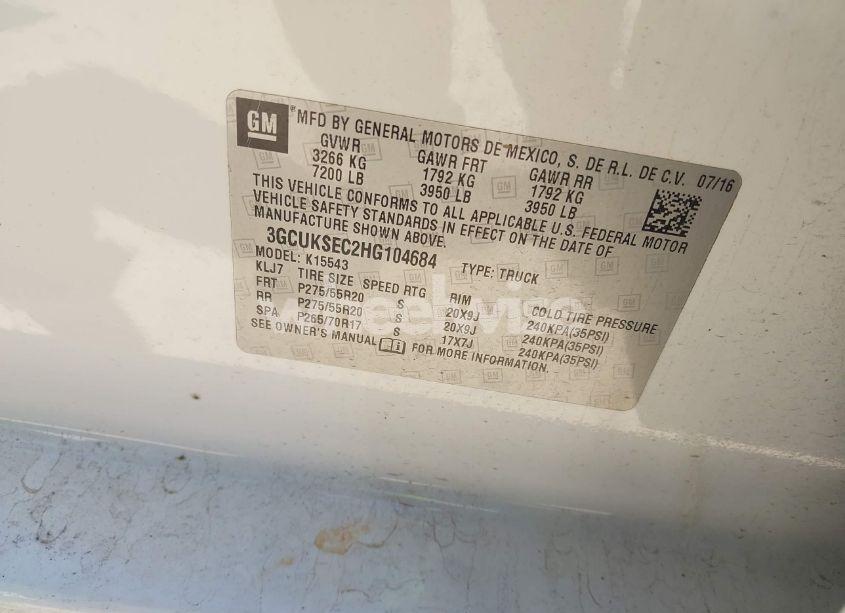 GM ® MFD BY GENERAL MOTORS DE MEXICO, S. DE R.L. DE C.V. 07/16
GVWR GAWR FRT GAWR RR
3266 KG 1792 KG 1792 KG
7200 LB 3950 LB 3950 LB
THIS VEHICLE CONFORMS TO ALL APPLICABLE U.S. FEDERAL MOTOR
VEHICLE SAFETY STANDARDS IN EFFECT ON THE DATE OF
MANUFACTURE SHOWN ABOVE.
3GCUKSEC2HG104684 TYPE: TRUCK
MODEL: K15543
KLJ7 TIRE SIZE SPEED RTG RIM COLD TIRE PRESSURE
FRT P275/55R20 S 20X9J 240KPA(35PSI)
RR P275/55R20 S 20X9J 240KPA(35PSI)
SPA P265/70R17 S 17X7J 240KPA(35PSI)
SEE OWNER'S MANUAL FOR MORE INFORMATION.